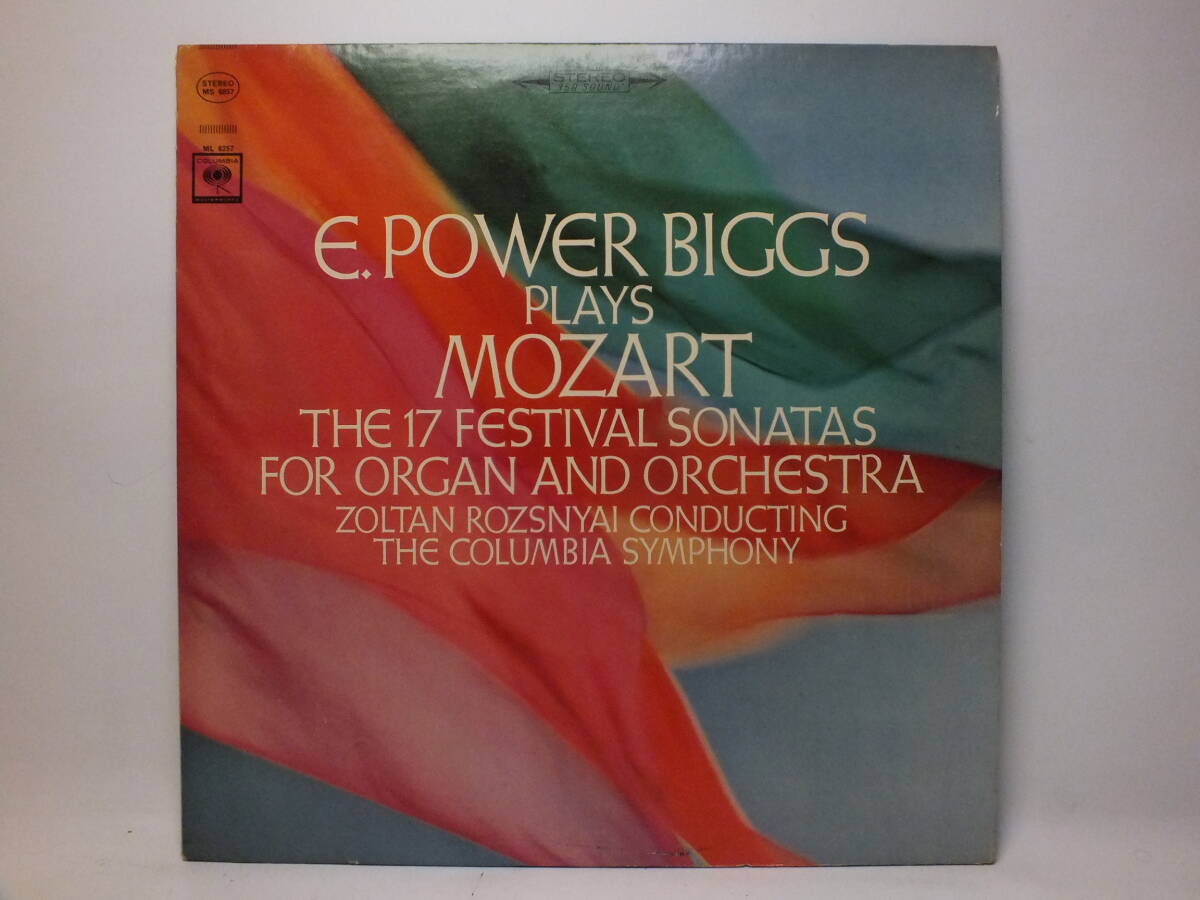 STEREO
MS 6857
ML 6257
COLUMBIA
MASTERWORKS
STEREO
"360 SOUND"
E. POWER BIGGS
PLAYS
MOZART
THE 17 FESTIVAL SONATAS
FOR ORGAN AND ORCHESTRA
ZOLTAN ROZSNYAI CONDUCTING
THE COLUMBIA SYMPHONY